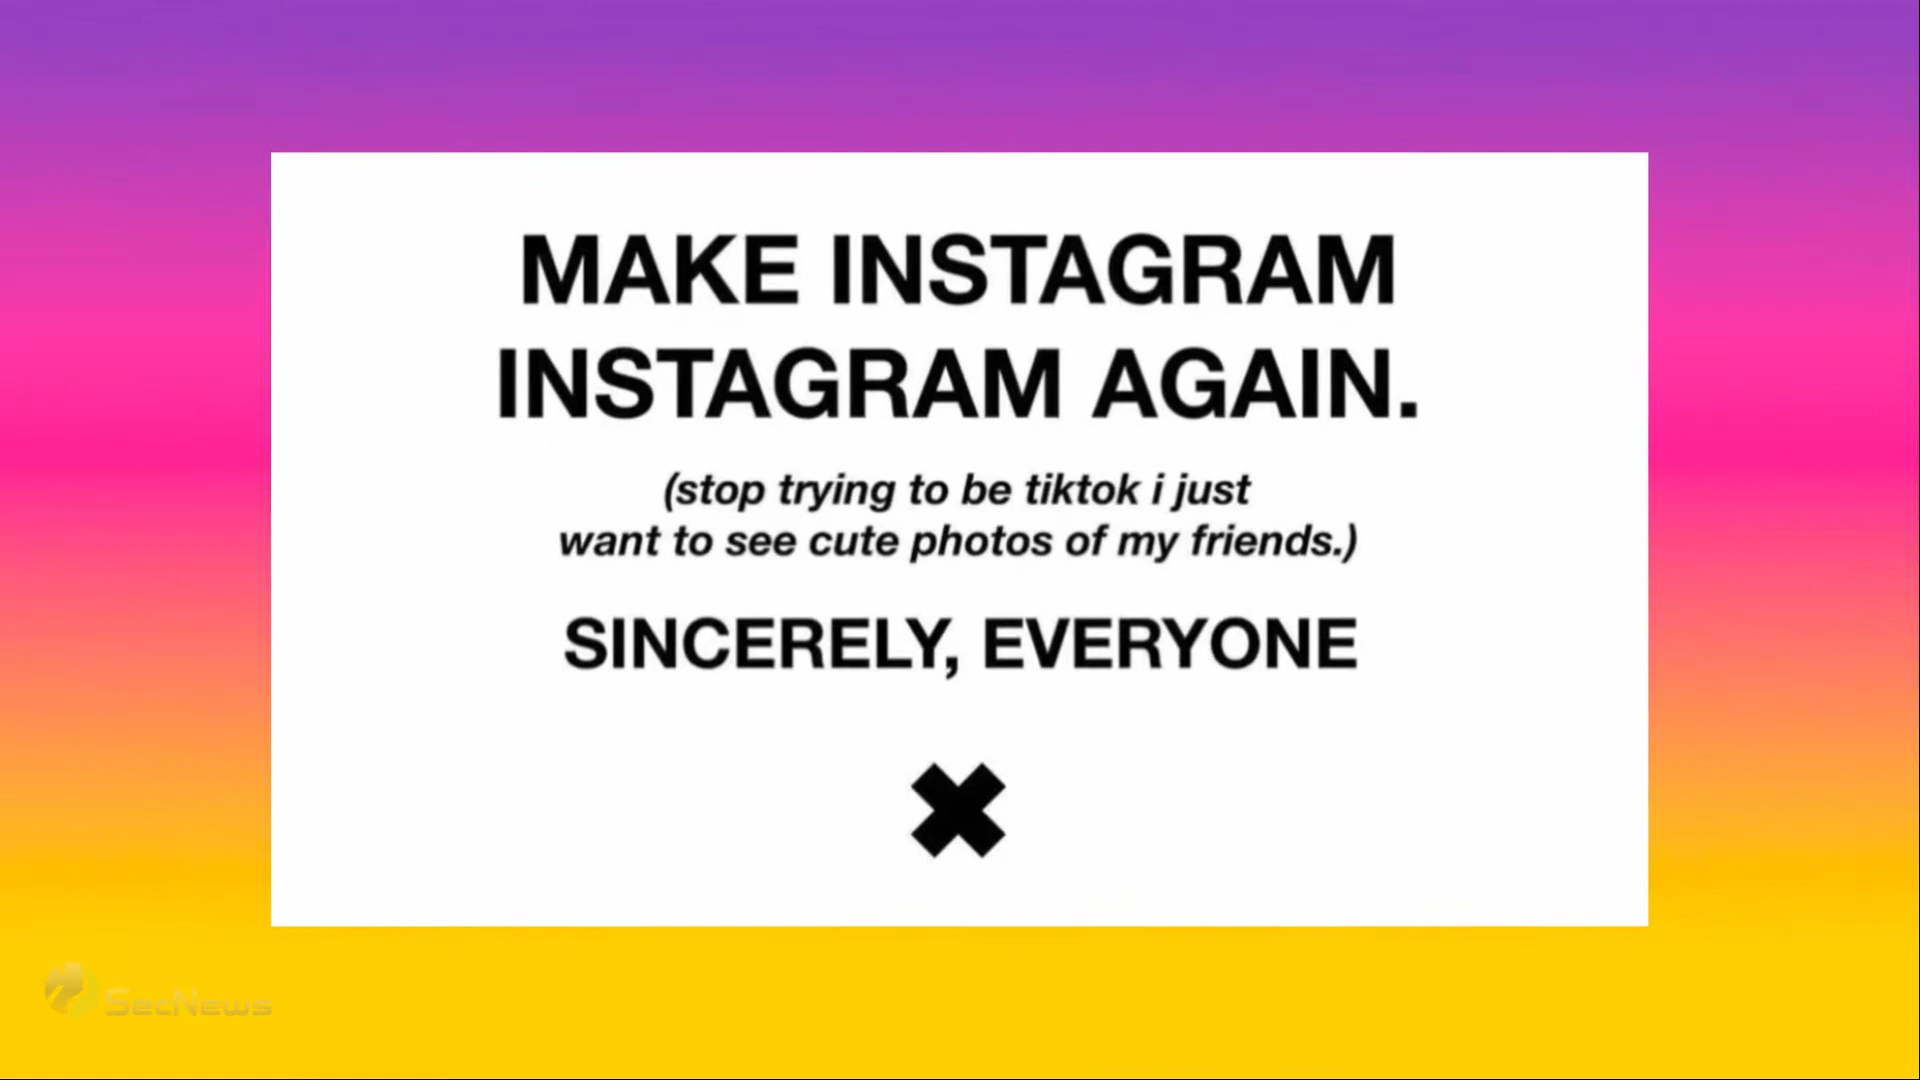 MAKE INSTAGRAM
INSTAGRAM AGAIN.
(stop trying to be tiktok i just
want to see cute photos of my friends.)
SINCERELY, EVERYONE
SecNews